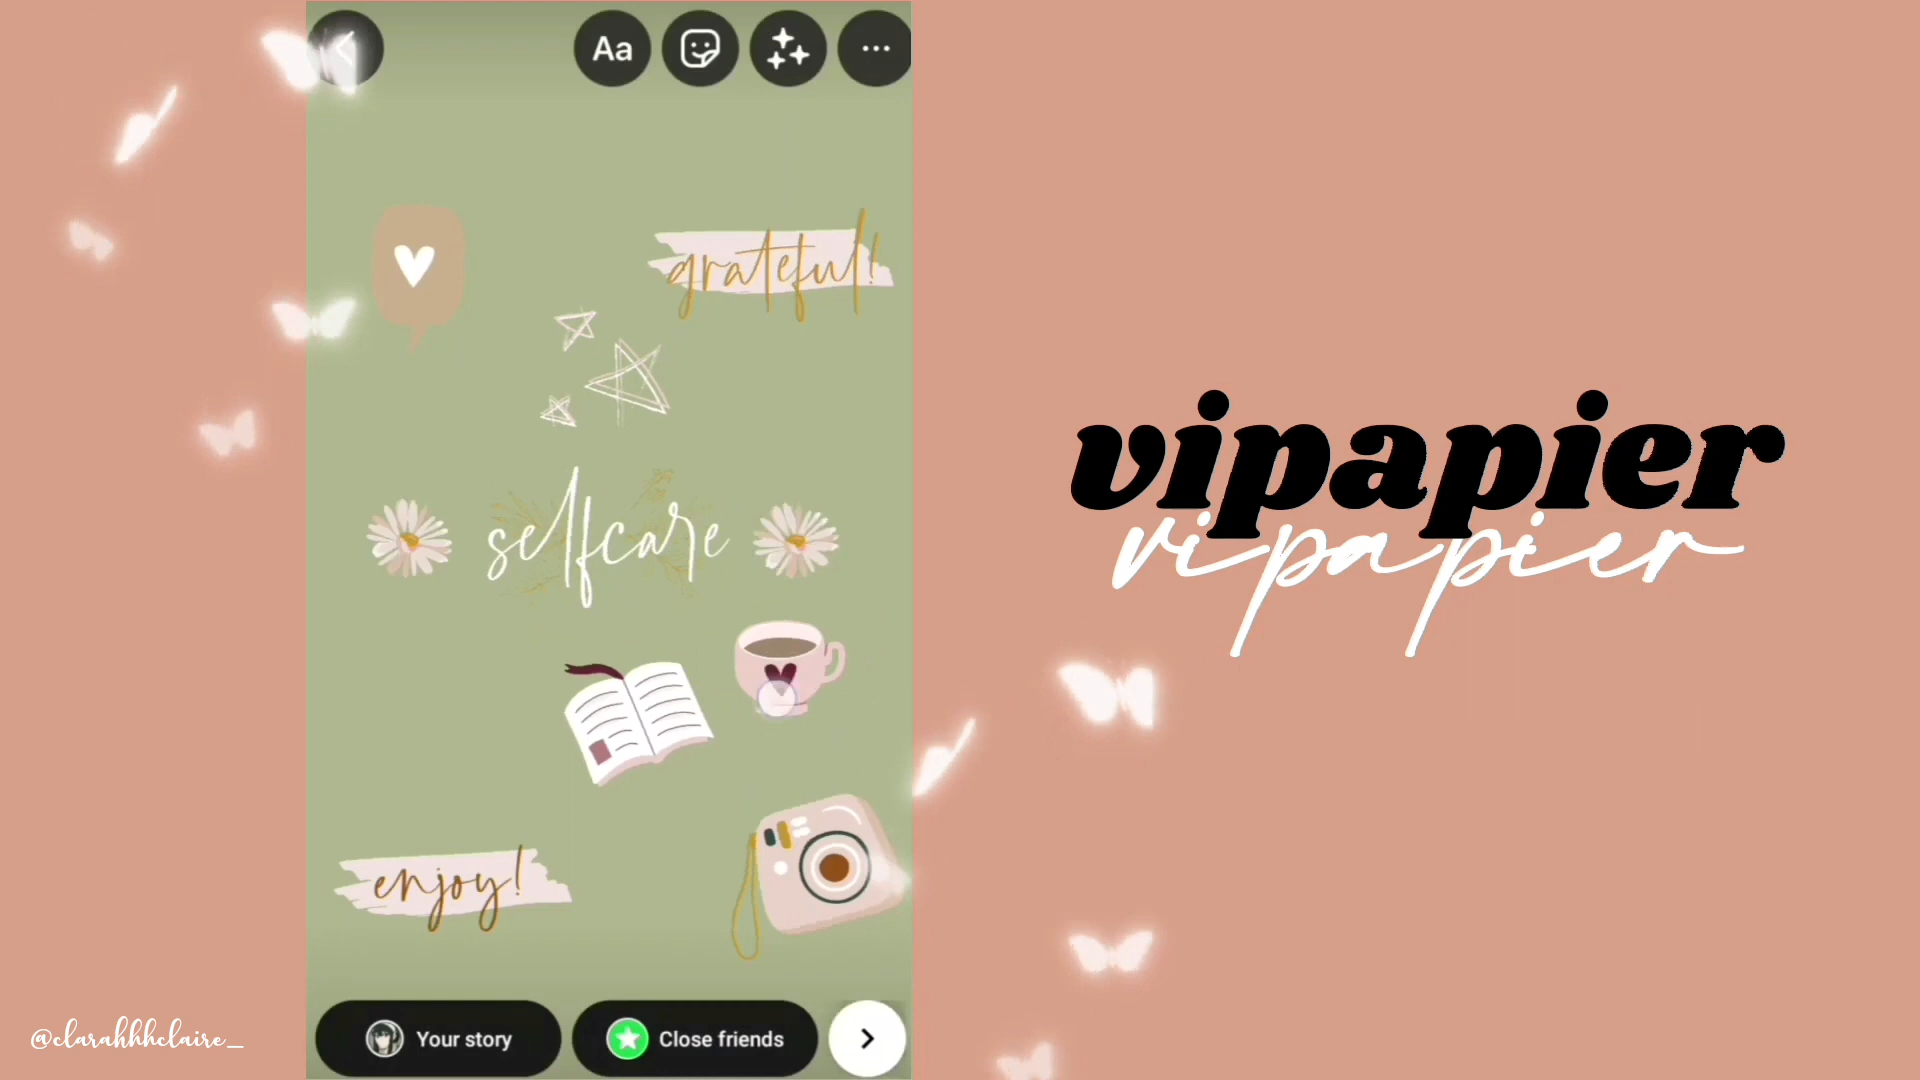 Aa
grateful!
selfcare
enjoy!
Your story
Close friends
vipapier
vipapier
@clarahhhclaire_